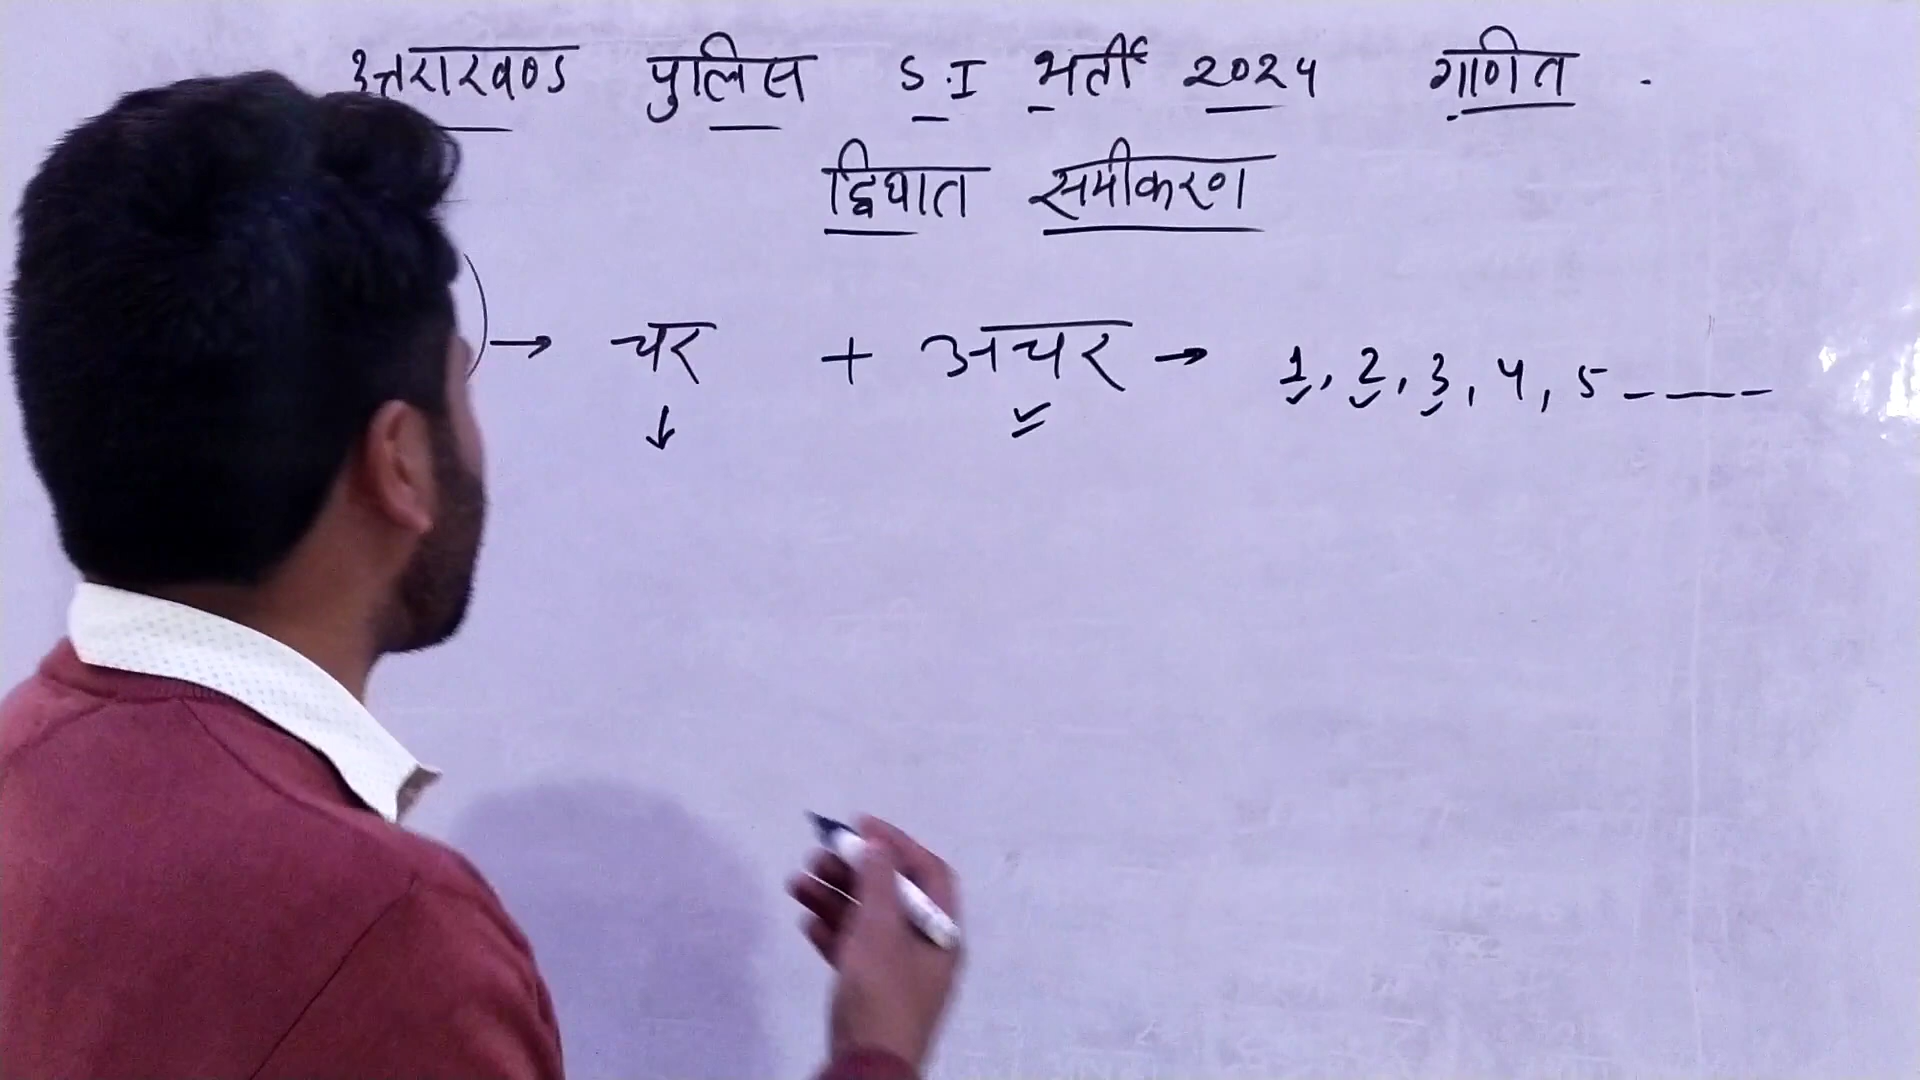 उत्तराखण्ड पुलिस S.I भर्ती 2024 गणित .
द्विघात समीकरण
) → चर + अचर → 1, 2, 3, 4, 5 _ _ _
↓